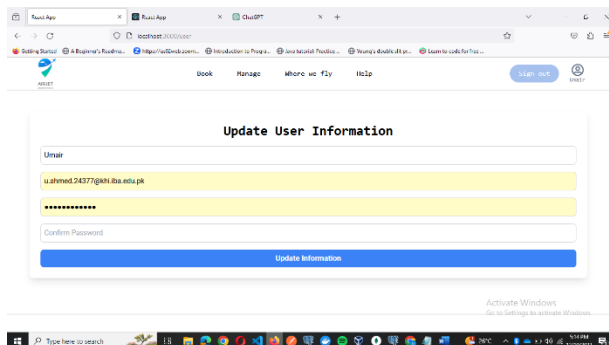 React App
React App
ChatGPT
localhost:3000/user
Getting Started
A Beginner's Roadma...
Introduction to Progra...
Java tutorial: Practice ...
Learn to code for free ...
Book Manage Where we fly Help
Sign out
Umair
Update User Information
Umair
u.ahmed.24377@khi.iba.edu.pk
Confirm Password
Update Information
Activate Windows
Go to Settings to activate Windows.
Type here to search
26°C